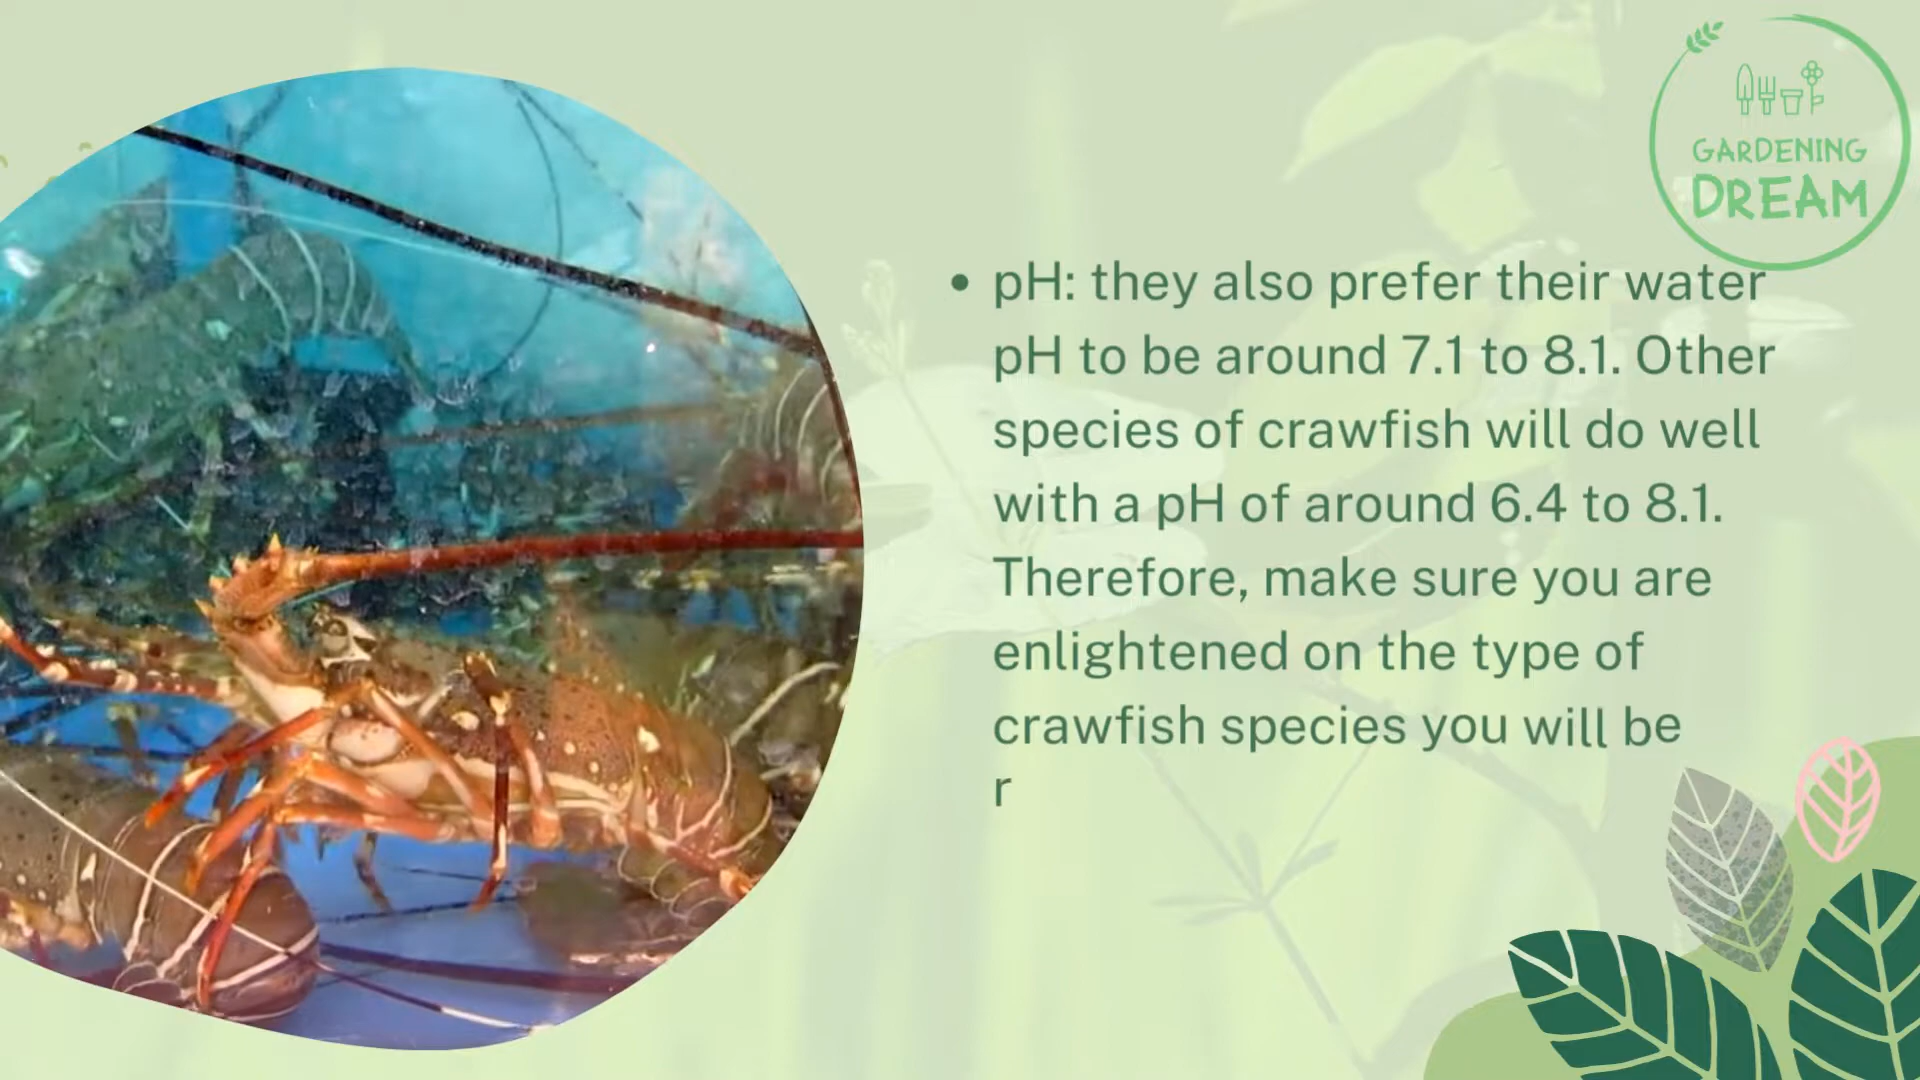 GARDENING
DREAM
• pH: they also prefer their water
pH to be around 7.1 to 8.1. Other
species of crawfish will do well
with a pH of around 6.4 to 8.1.
Therefore, make sure you are
enlightened on the type of
crawfish species you will be
r